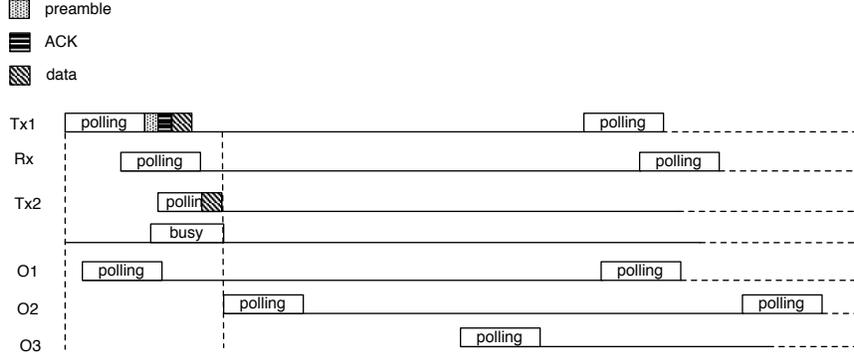 preamble
ACK
data
Tx1 polling polling
Rx polling polling
Tx2 pollin
busy
O1 polling polling
O2 polling polling
O3 polling